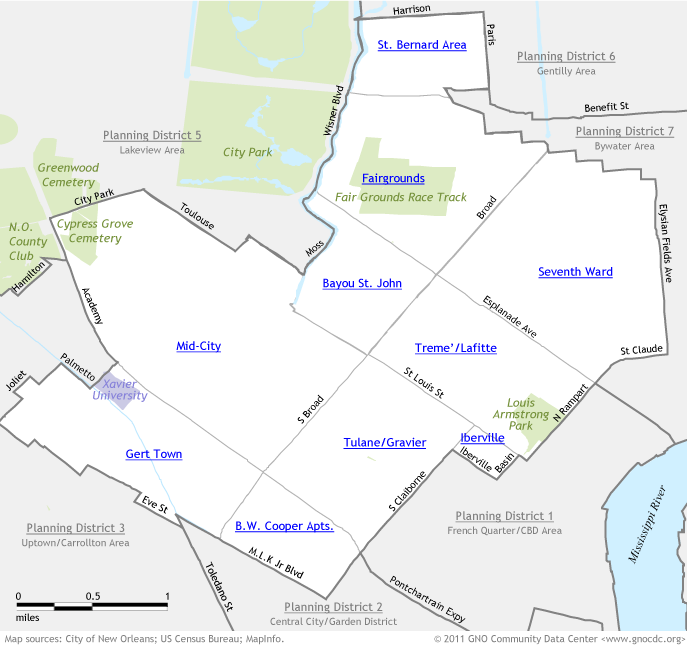 Harrison
St. Bernard Area
Paris
Planning District 6
Gentilly Area
Wisner Blvd
Benefit St
Planning District 5
Lakeview Area
City Park
Planning District 7
Bywater Area
Greenwood
Cemetery
City Park
Fairgrounds
Fair Grounds Race Track
Broad
Toulouse
Elysian Fields Ave
N.O.
County
Club
Cypress Grove
Cemetery
Moss
Hamilton
Bayou St. John
Seventh Ward
Academy
Esplanade Ave
Mid-City
Treme’/Lafitte
St Claude
Palmetto
Joliet
Xavier
University
St Louis St
S Broad
Louis
Armstrong
Park
N Rampart
Tulane/Gravier
Iberville
Iberville
Basin
Gert Town
S Claiborne
Mississippi River
Eve St
B.W. Cooper Apts.
Planning District 1
French Quarter/CBD Area
Planning District 3
Uptown/Carrollton Area
M.L.K Jr Blvd
Toledano St
Pontchartrain Expy
Planning District 2
Central City/Garden District
0 0.5 1
miles
Map sources: City of New Orleans; US Census Bureau; MapInfo.
© 2011 GNO Community Data Center <www.gnocdc.org>